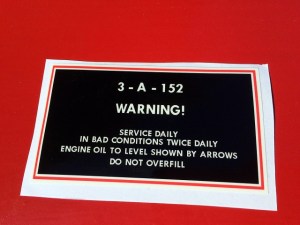 3 - A - 152
WARNING!
SERVICE DAILY
IN BAD CONDITIONS TWICE DAILY
ENGINE OIL TO LEVEL SHOWN BY ARROWS
DO NOT OVERFILL